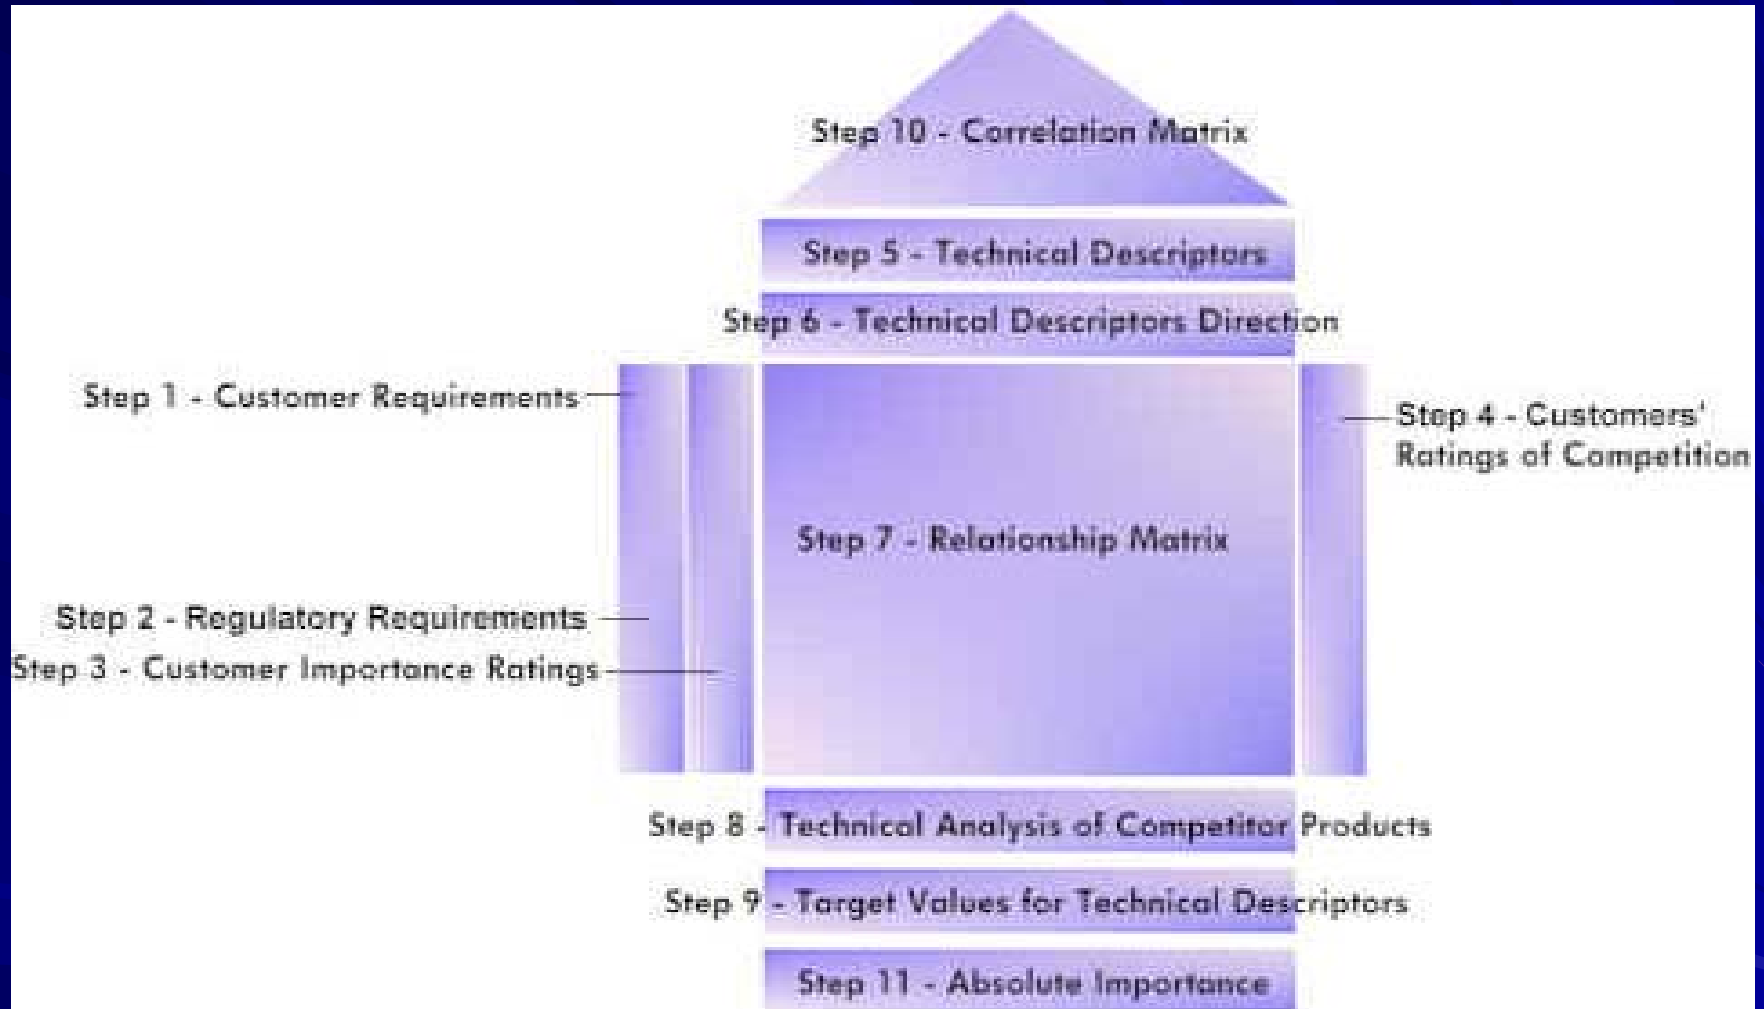 Step 10 - Correlation Matrix
Step 5 - Technical Descriptors
Step 6 - Technical Descriptors Direction
Step 1 - Customer Requirements
Step 4 - Customers'
Ratings of Competition
Step 7 - Relationship Matrix
Step 2 - Regulatory Requirements
Step 3 - Customer Importance Ratings
Step 8 - Technical Analysis of Competitor Products
Step 9 - Target Values for Technical Descriptors
Step 11 - Absolute Importance